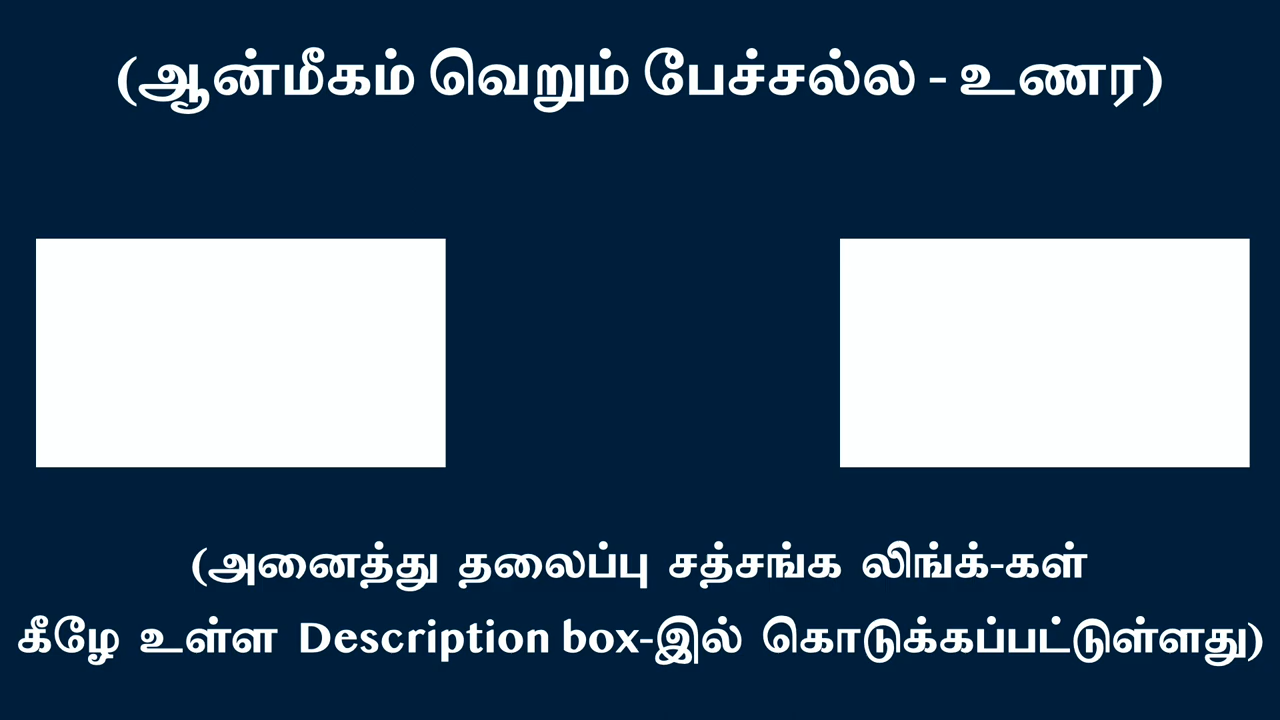 (ஆன்மீகம் வெறும் பேச்சல்ல - உணர)
(அனைத்து தலைப்பு சத்சங்க லிங்க்-கள்
கீழே உள்ள Description box-இல் கொடுக்கப்பட்டுள்ளது)